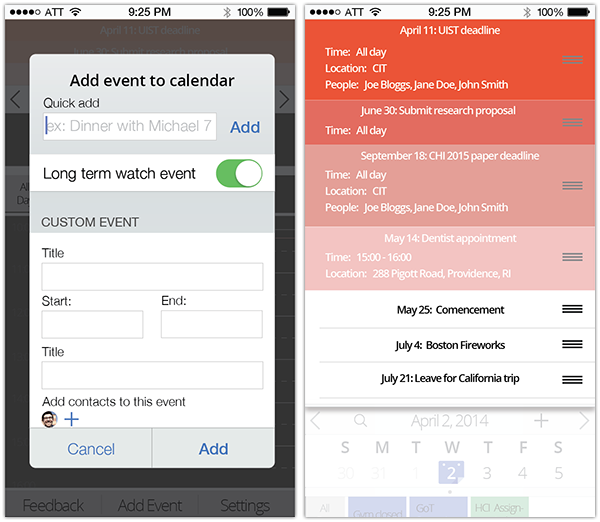 ATT 9:25 PM 100%
April 11: UIST deadline
June 30: Submit research proposal
Add event to calendar
Quick add
ex: Dinner with Michael 7
Add
Long term watch event
All
Da
CUSTOM EVENT
Title
Start:
End:
Title
Add contacts to this event
Cancel
Add
Feedback
Add Event
Settings
ATT 9:25 PM 100%
April 11: UIST deadline
Time: All day
Location: CIT
People: Joe Bloggs, Jane Doe, John Smith
June 30: Submit research proposal
Time: All day
September 18: CHI 2015 paper deadline
Time: All day
Location: CIT
People: Joe Bloggs, Jane Doe, John Smith
May 14: Dentist appointment
Time: 15:00 - 16:00
Location: 288 Pigott Road, Providence, RI
May 25: Comencement
July 4: Boston Fireworks
July 21: Leave for California trip
April 2, 2014
S M T W T F S
30 31 1 2 3 4 5
All
Gym closed
GoT
HCI Assign-